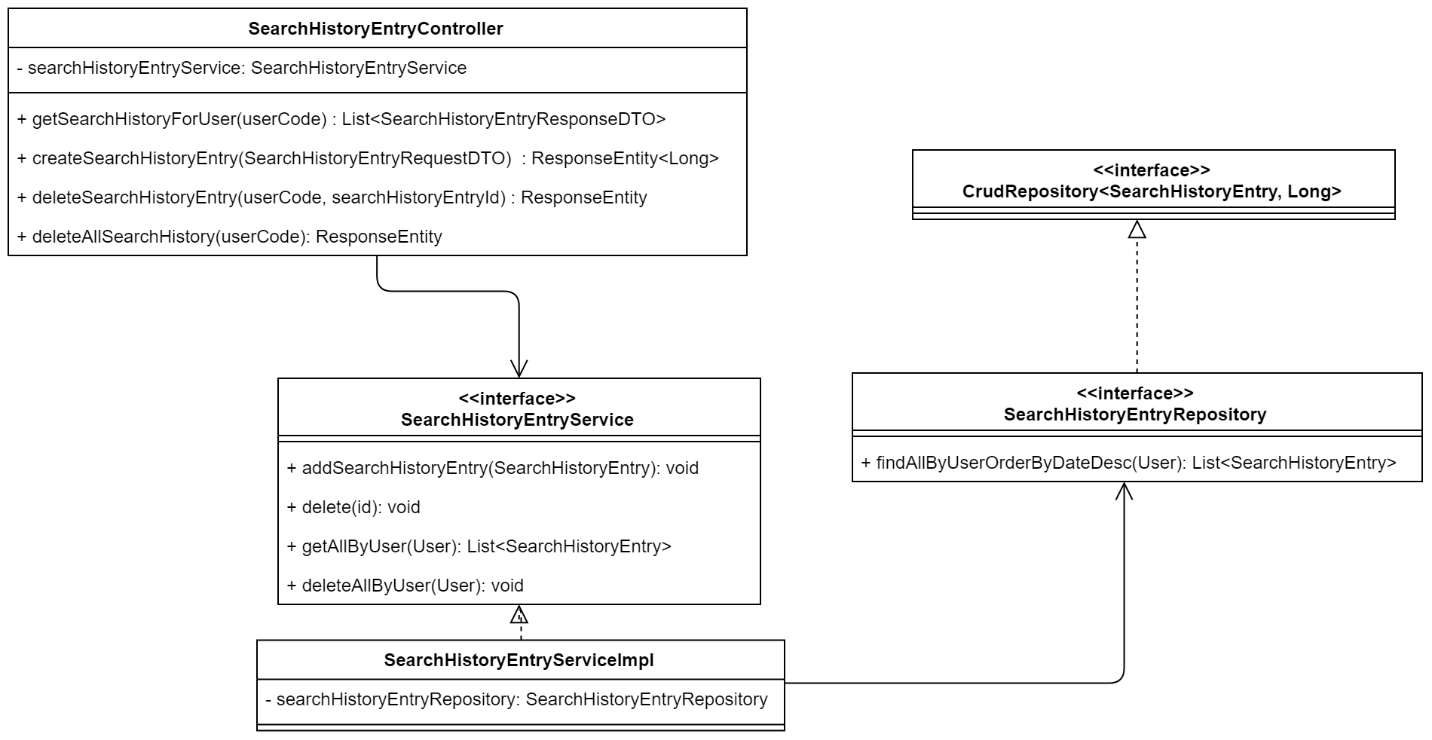 SearchHistoryEntryController
- searchHistoryEntryService: SearchHistoryEntryService
+ getSearchHistoryForUser(userCode) : List<SearchHistoryEntryResponseDTO>
+ createSearchHistoryEntry(SearchHistoryEntryRequestDTO)  : ResponseEntity<Long>
+ deleteSearchHistoryEntry(userCode, searchHistoryEntryId) : ResponseEntity
+ deleteAllSearchHistory(userCode): ResponseEntity
<<interface>>
CrudRepository<SearchHistoryEntry, Long>
<<interface>>
SearchHistoryEntryService
+ addSearchHistoryEntry(SearchHistoryEntry): void
+ delete(id): void
+ getAllByUser(User): List<SearchHistoryEntry>
+ deleteAllByUser(User): void
<<interface>>
SearchHistoryEntryRepository
+ findAllByUserOrderByDateDesc(User): List<SearchHistoryEntry>
SearchHistoryEntryServiceImpl
- searchHistoryEntryRepository: SearchHistoryEntryRepository